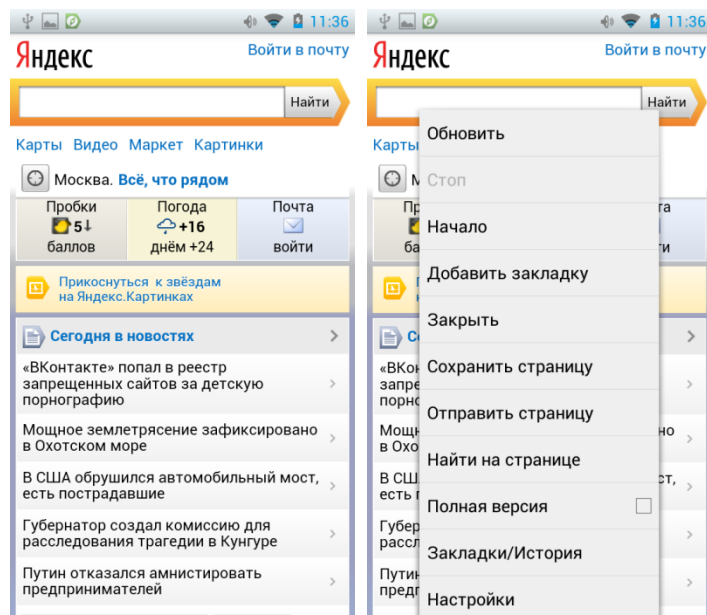 11:36
Яндекс
Войти в почту
Найти
Карты Видео Маркет Картинки
Москва. Всё, что рядом
Пробки
5↓
баллов
Погода
+16
днём +24
Почта
войти
Прикоснуться к звёздам
на Яндекс.Картинках
Сегодня в новостях
«ВКонтакте» попал в реестр
запрещенных сайтов за детскую
порнографию
Мощное землетрясение зафиксировано
в Охотском море
В США обрушился автомобильный мост,
есть пострадавшие
Губернатор создал комиссию для
расследования трагедии в Кунгуре
Путин отказался амнистировать
предпринимателей
11:36
Яндекс
Войти в почту
Найти
Карты
Обновить
Стоп
Начало
Добавить закладку
Закрыть
Сохранить страницу
Отправить страницу
Найти на странице
Полная версия
Закладки/История
Настройки